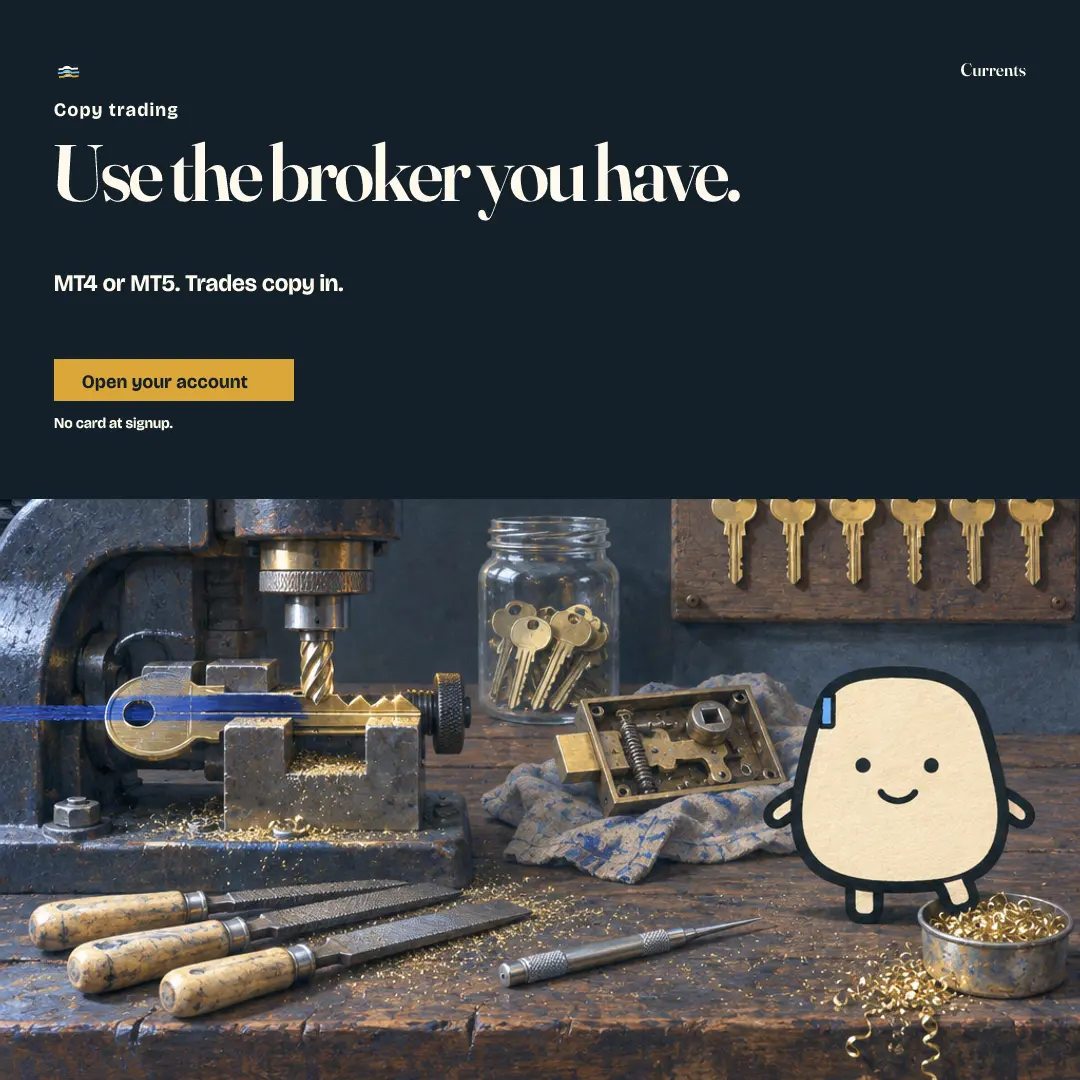 Currents
Copy trading
Use the broker you have.
MT4 or MT5. Trades copy in.
Open your account
No card at signup.